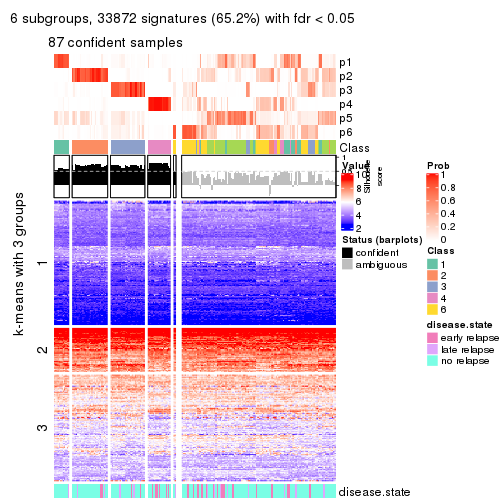 6 subgroups, 33872 signatures (65.2%) with fdr < 0.05
87 confident samples
p1
p2
p3
p4
p5
p6
Class
k-means with 3 groups
1
2
3
disease.state
Silhouette
score
1
Value
10
8
6
4
2
Status (barplots)
confident
ambiguous
Prob
1
0.8
0.6
0.4
0.2
0
Class
1
2
3
4
6
disease.state
early relapse
late relapse
no relapse